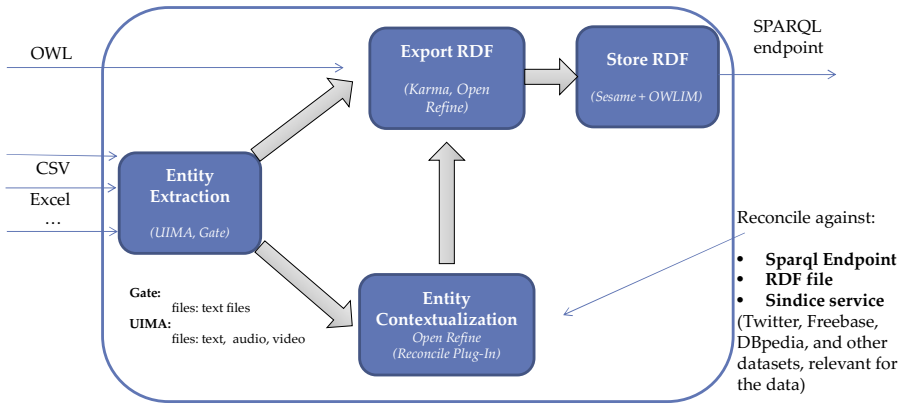 OWL
CSV
Excel
…
Entity
Extraction
(UIMA, Gate)
Gate:
files: text files
UIMA:
files: text, audio, video
Export RDF
(Karma, Open
Refine)
Store RDF
(Sesame + OWLIM)
SPARQL
endpoint
Entity
Contextualization
Open Refine
(Reconcile Plug-In)
Reconcile against:
• Sparql Endpoint
• RDF file
• Sindice service
(Twitter, Freebase,
DBpedia, and other
datasets, relevant for
the data)